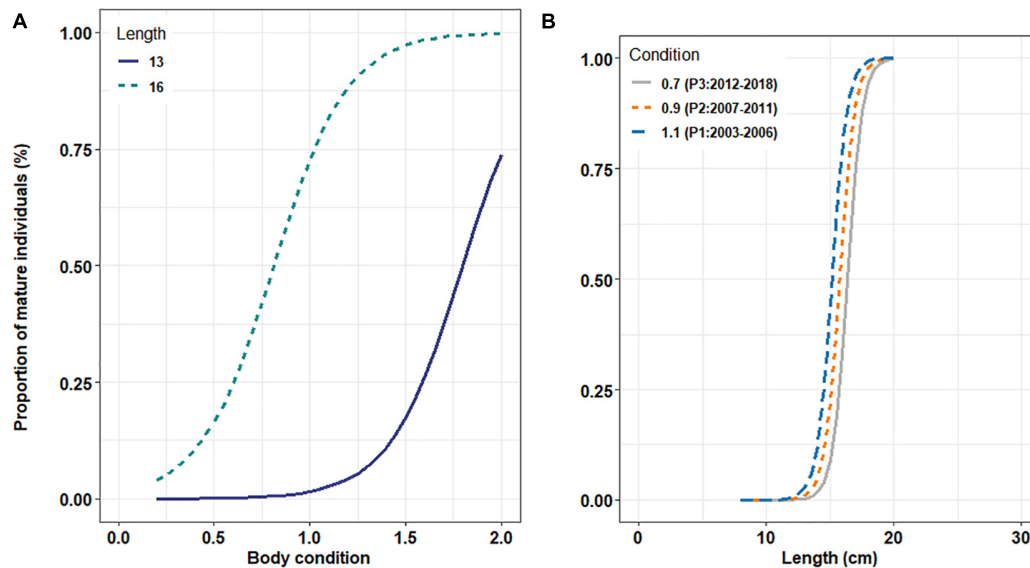 A
Length
13
16
1.00
0.75
0.50
0.25
0.00
Proportion of mature individuals (%)
0.0 0.5 1.0 1.5 2.0
Body condition
B
Condition
0.7 (P3:2012-2018)
0.9 (P2:2007-2011)
1.1 (P1:2003-2006)
1.00
0.75
0.50
0.25
0.00
0 10 20 30
Length (cm)